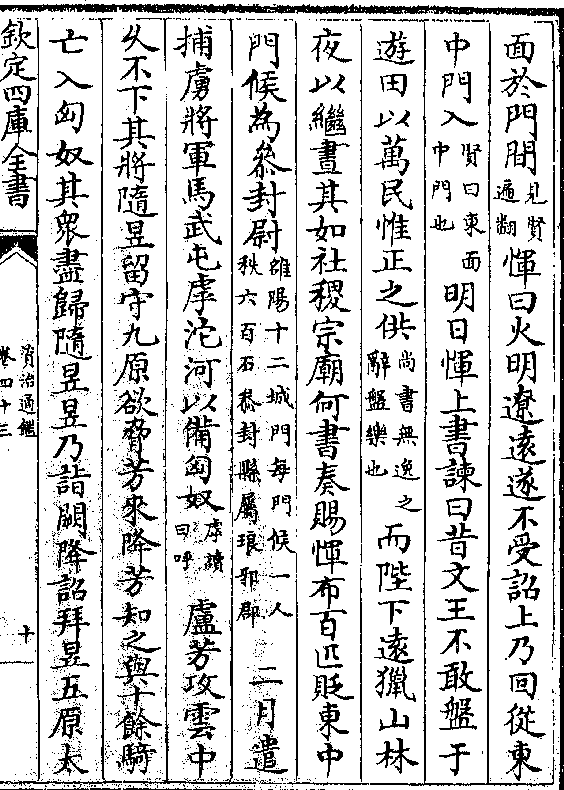 面於門間見賢遍翻惲曰火明遼遠遂不受詔上乃回從東
中門入賢曰東面中門也明日惲上書諫曰昔文王不敢盤于
遊田以萬民惟正之供尚書無逸之辭盤樂也而陛下遠獵山林
夜以繼晝其如社稷宗廟何書奏賜惲布百匹貶東中
門候為叅封尉雒陽十二城門每門候一人秩六百石叅封縣屬琅邪郡二月遣
捕虜將軍馬武屯虖沱河以備匈奴虖讀曰呼盧芳攻雲中
久不下其將隨昱留守九原欲脅芳來降芳知之與十餘騎
亡入匈奴其衆盡歸隨昱昱乃詣闕降詔拜昱五原太
欽定四庫全書
資治通鑑
卷四十三
十